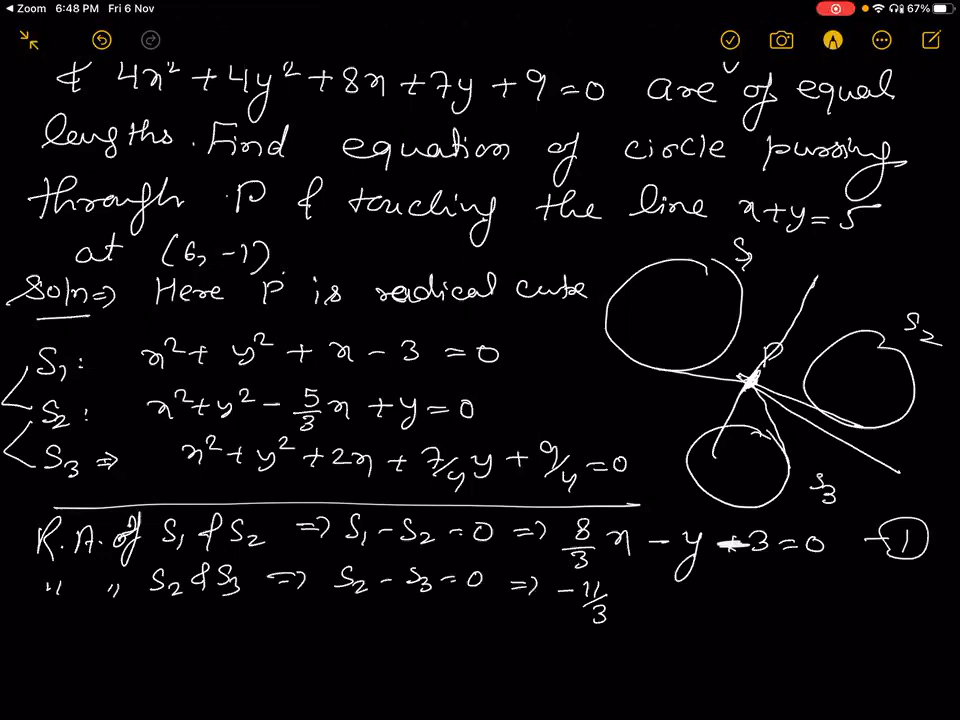 Zoom 6:48 PM Fri 6 Nov 67%
& 4x² + 4y² + 8x + 7y + 9 = 0 are of equal
lengths. Find equation of circle passing
through P & touching the line x + y = 5
at (6, -1).
Soln ⇒ Here P is radical cute
S₁: x² + y² + x - 3 = 0
S₂: x² + y² - 5/3 x + y = 0
S₃ ⇒ x² + y² + 2x + 7/4 y + 9/4 = 0
S₁
S₂
P
S₃
R.A. of S₁ & S₂ ⇒ S₁ - S₂ = 0 ⇒ 8/3 x - y - 3 = 0 - 1
" " S₂ & S₃ ⇒ S₂ - S₃ = 0 ⇒ - 11/3